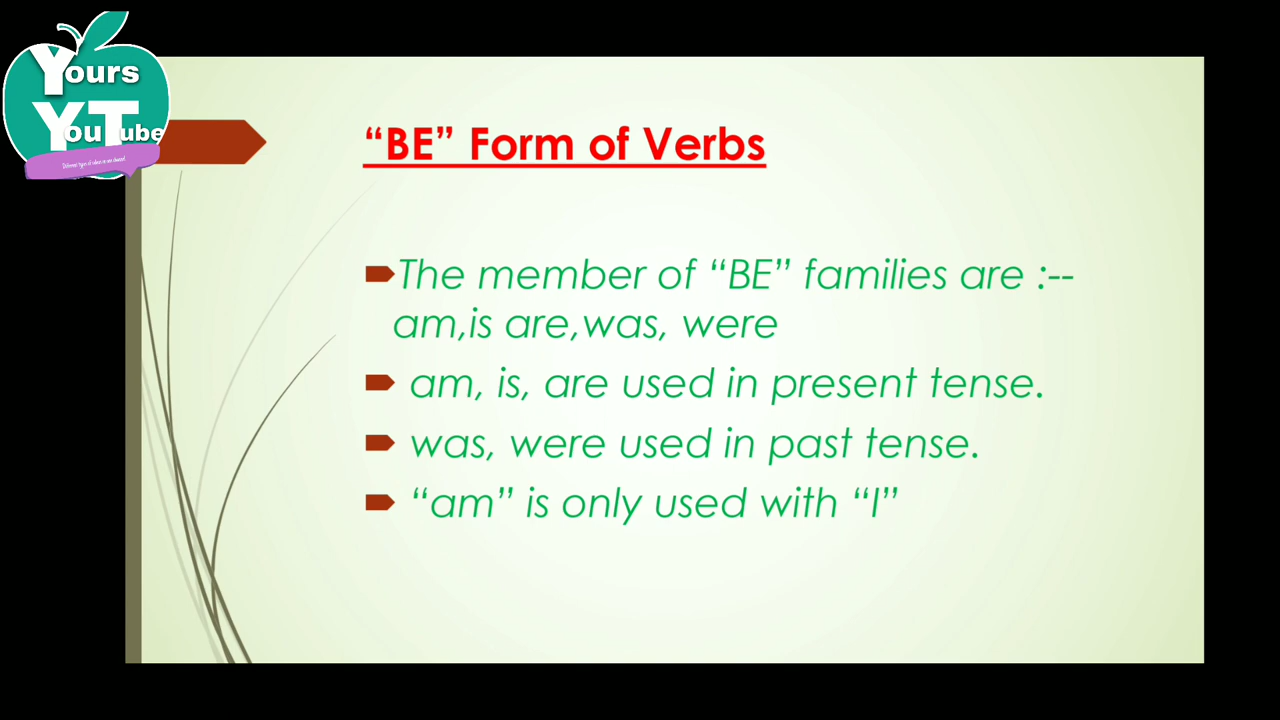 Yours
YouTube
“BE” Form of Verbs
The member of “BE” families are :--
am,is are,was, were
am, is, are used in present tense.
was, were used in past tense.
“am” is only used with “I”